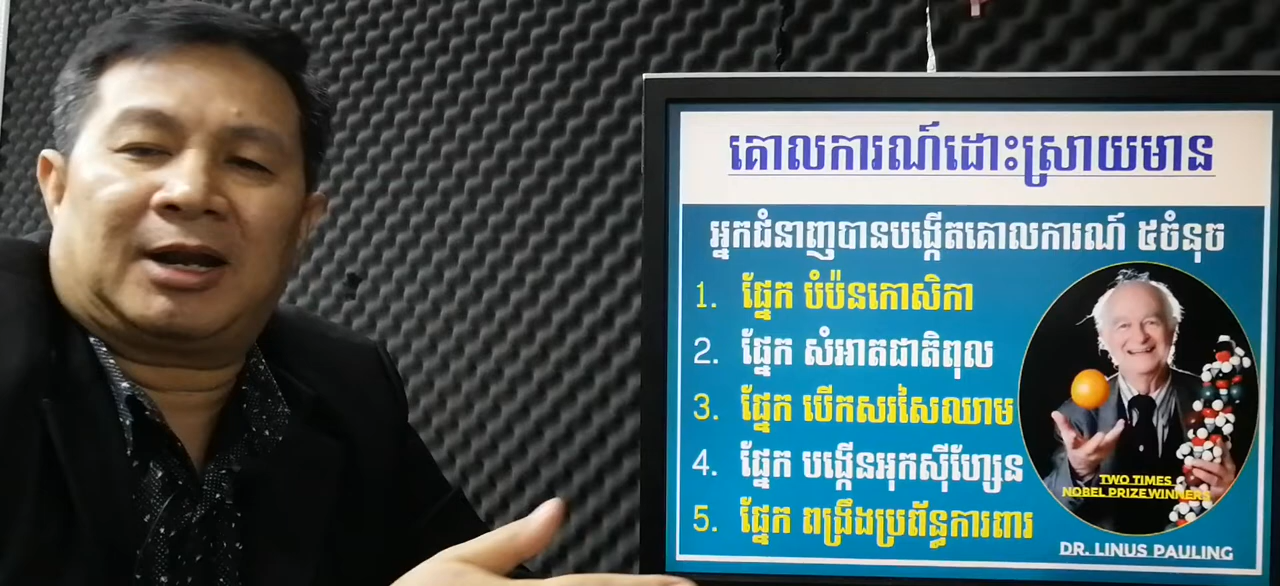 គោលការណ៍ដោះស្រាយមាន
អ្នកជំនាញបានបង្កើតគោលការណ៍ ៥ចំនុច
1. ផ្នែក បំប៉នកោសិកា
2. ផ្នែក សំអាតជាតិពុល
3. ផ្នែក បើកសរសៃឈាម
4. ផ្នែក បង្កើនអុកស៊ីហ្សែន
5. ផ្នែក ពង្រឹងប្រព័ន្ធការពារ
TWO TIMES
NOBEL PRIZE WINNERS
DR. LINUS PAULING